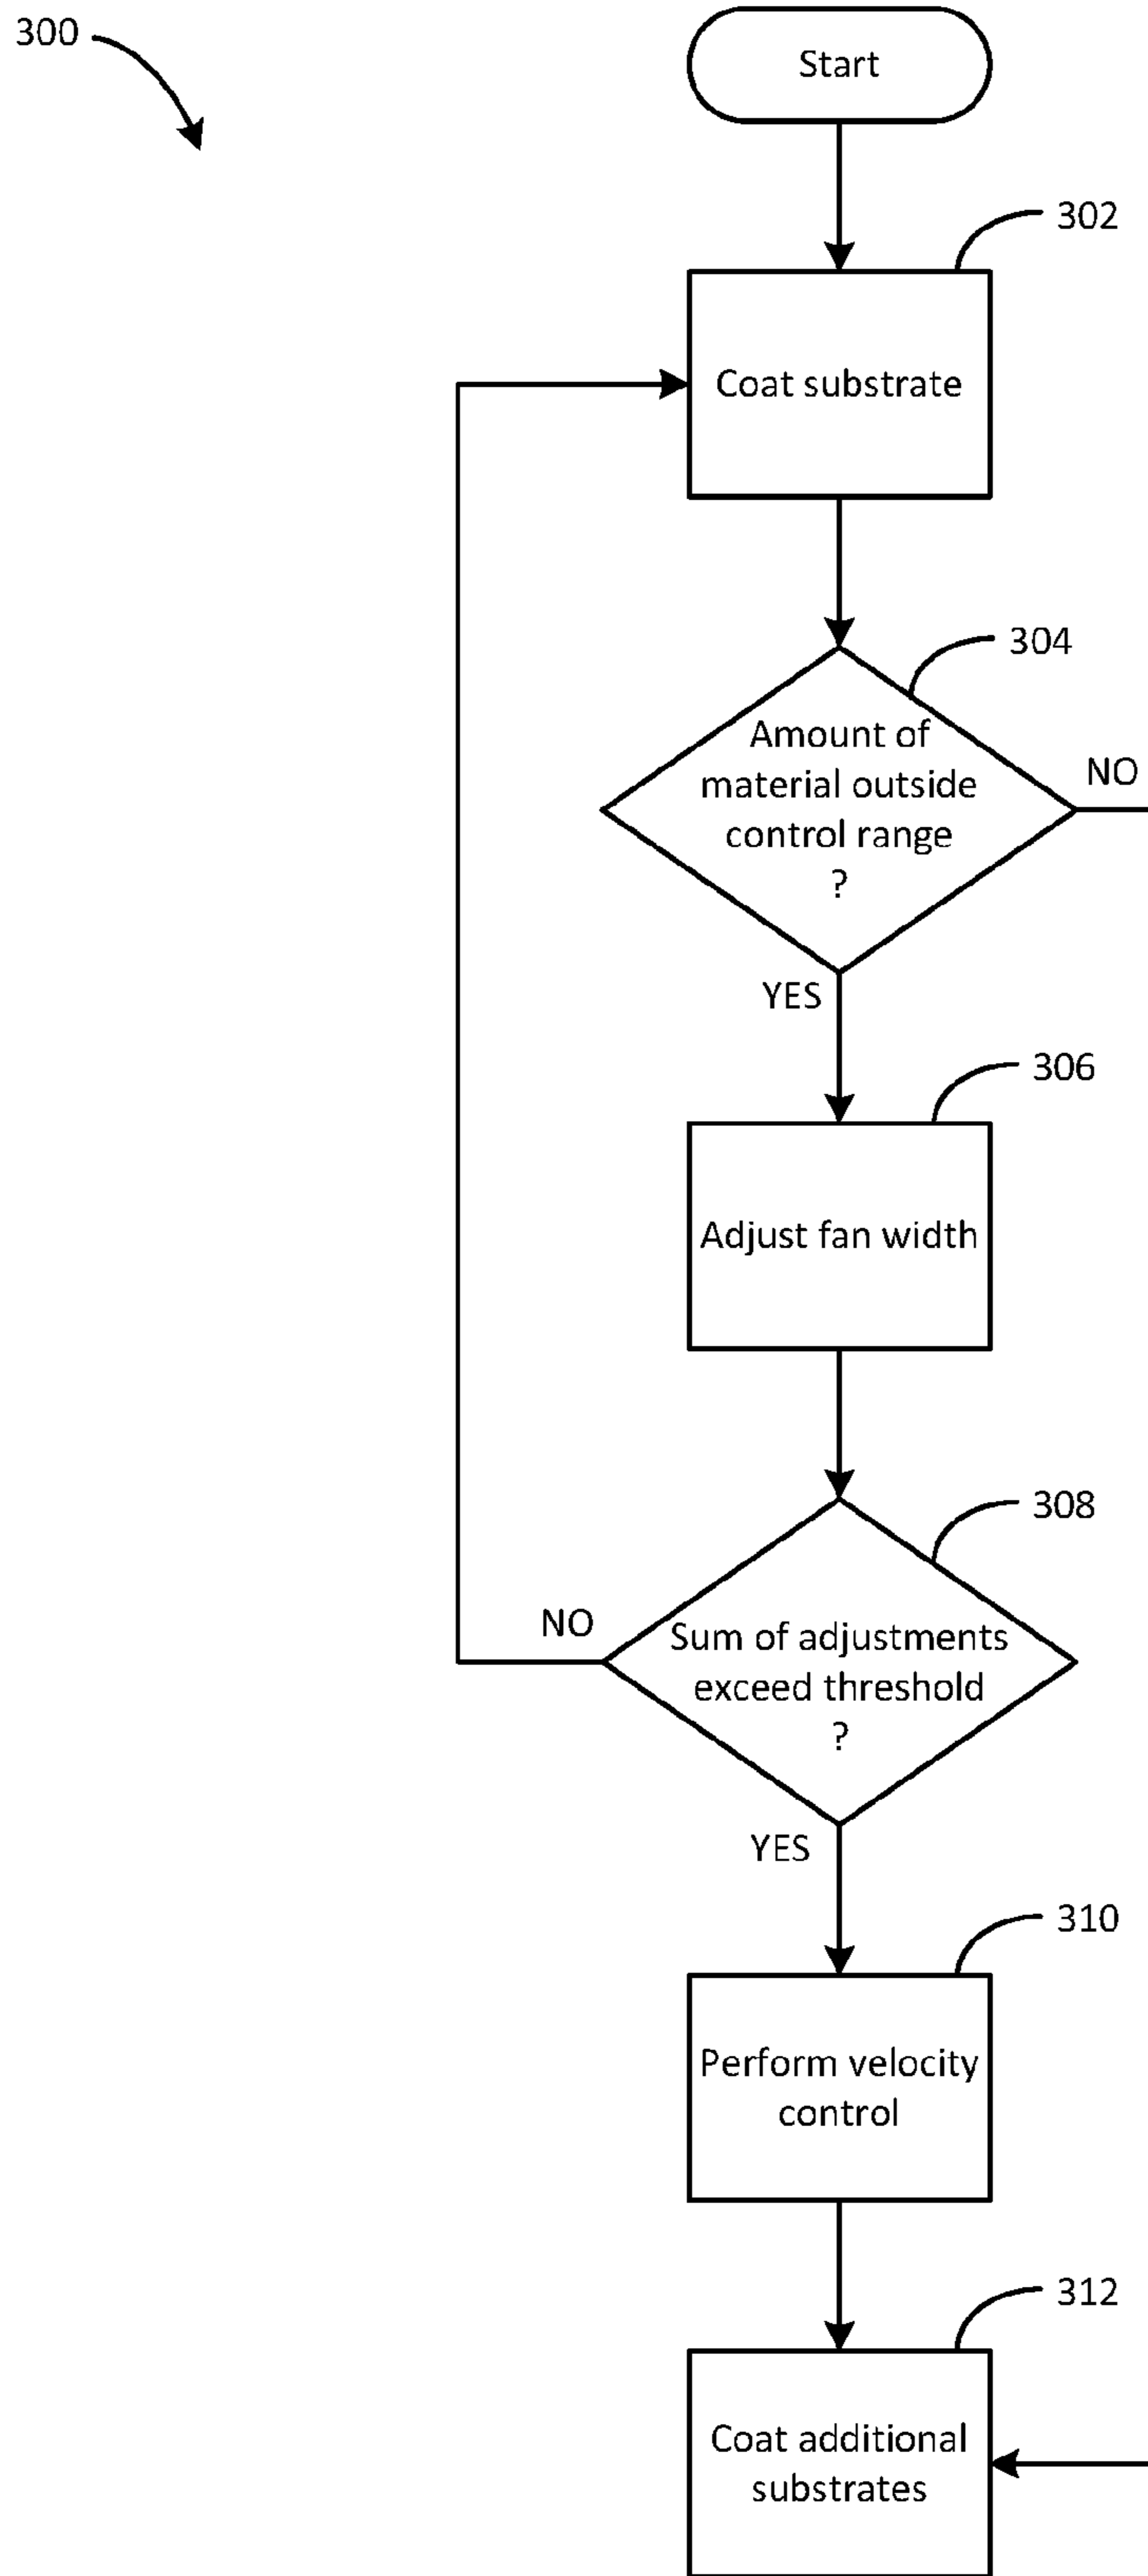 300
Start
302
Coat substrate
304
Amount of
material outside
control range
?
NO
YES
306
Adjust fan width
308
NO
Sum of adjustments
exceed threshold
?
YES
310
Perform velocity
control
312
Coat additional
substrates